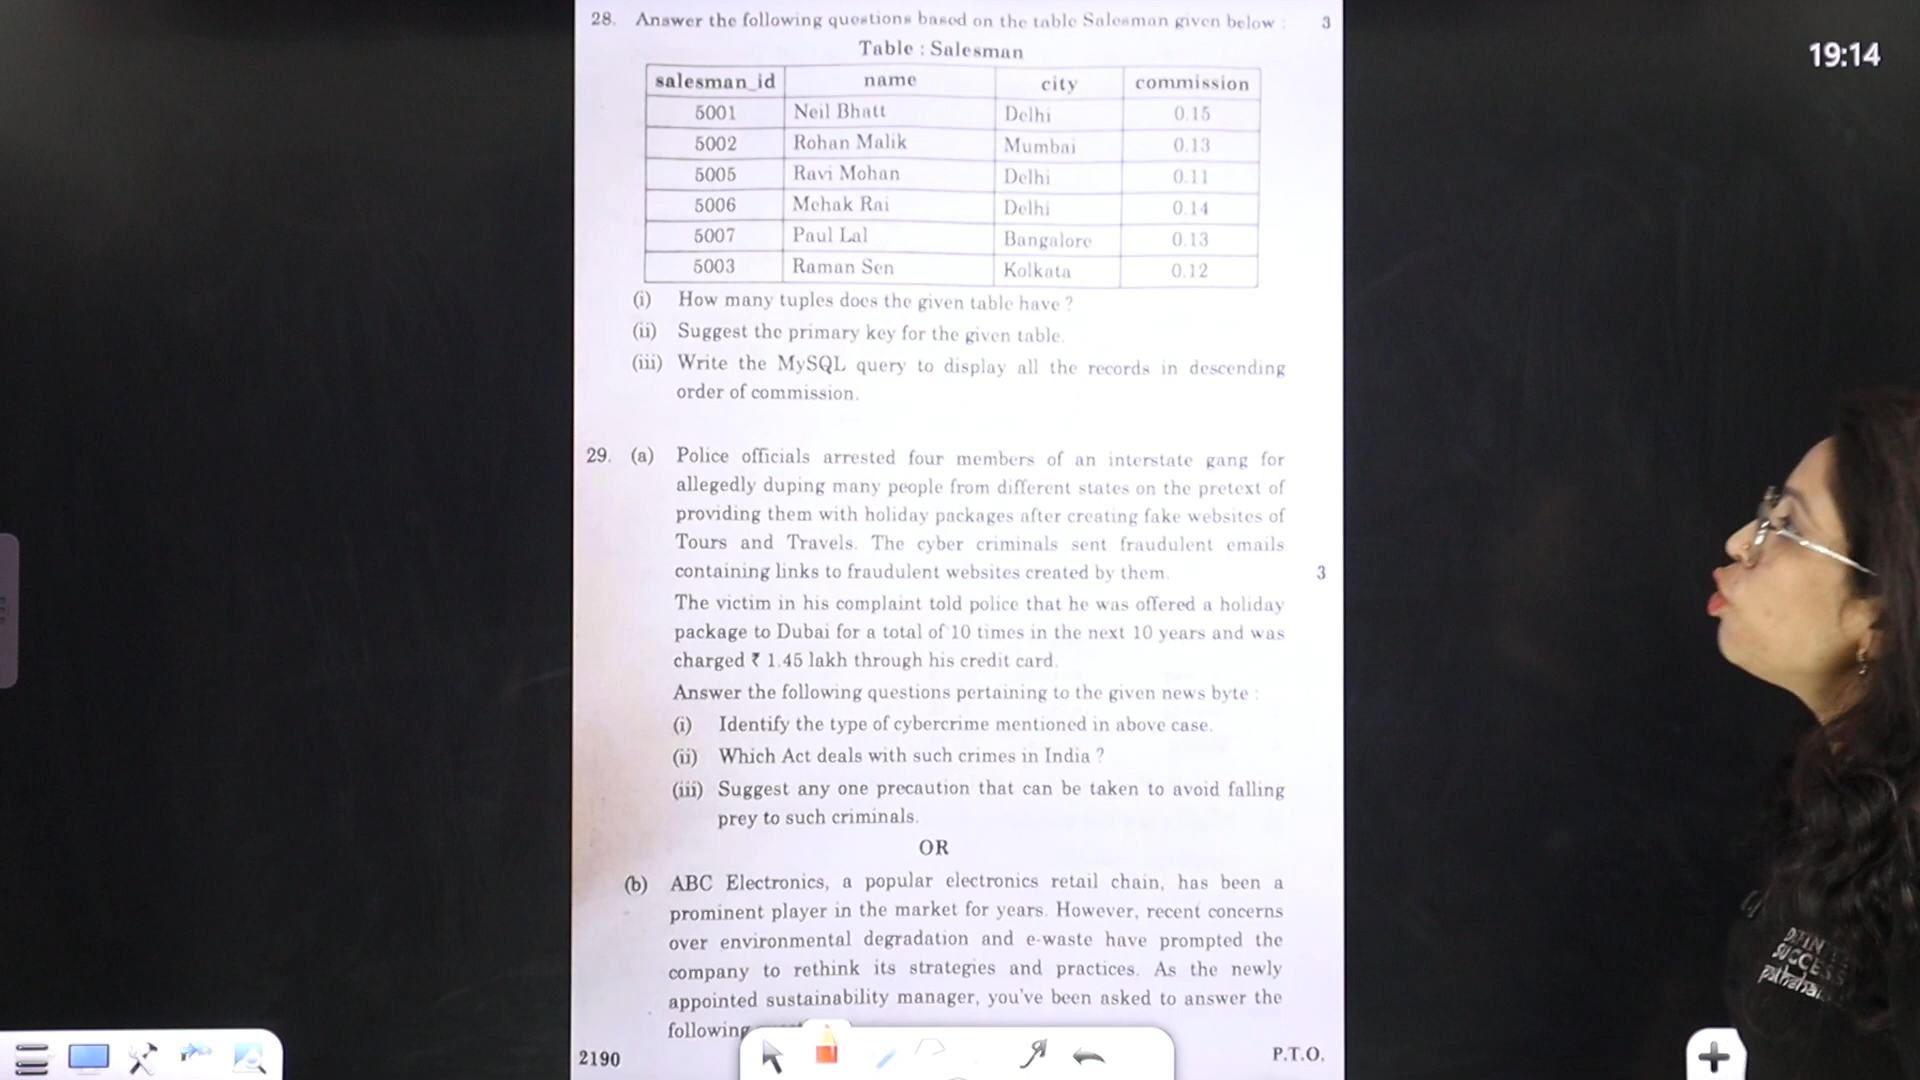 28. Answer the following questions based on the table Salesman given below : 3
19:14
Table : Salesman
salesman_id name city commission
5001 Neil Bhatt Delhi 0.15
5002 Rohan Malik Mumbai 0.13
5005 Ravi Mohan Delhi 0.11
5006 Mehak Rai Delhi 0.14
5007 Paul Lal Bangalore 0.13
5003 Raman Sen Kolkata 0.12
(i) How many tuples does the given table have ?
(ii) Suggest the primary key for the given table.
(iii) Write the MySQL query to display all the records in descending
order of commission.
29. (a) Police officials arrested four members of an interstate gang for
allegedly duping many people from different states on the pretext of
providing them with holiday packages after creating fake websites of
Tours and Travels. The cyber criminals sent fraudulent emails
containing links to fraudulent websites created by them. 3
The victim in his complaint told police that he was offered a holiday
package to Dubai for a total of 10 times in the next 10 years and was
charged ₹ 1.45 lakh through his credit card.
Answer the following questions pertaining to the given news byte :
(i) Identify the type of cybercrime mentioned in above case.
(ii) Which Act deals with such crimes in India ?
(iii) Suggest any one precaution that can be taken to avoid falling
prey to such criminals.
OR
(b) ABC Electronics, a popular electronics retail chain, has been a
prominent player in the market for years. However, recent concerns
over environmental degradation and e-waste have prompted the
company to rethink its strategies and practices. As the newly
appointed sustainability manager, you've been asked to answer the
following
2190 P.T.O.
SUCCESS